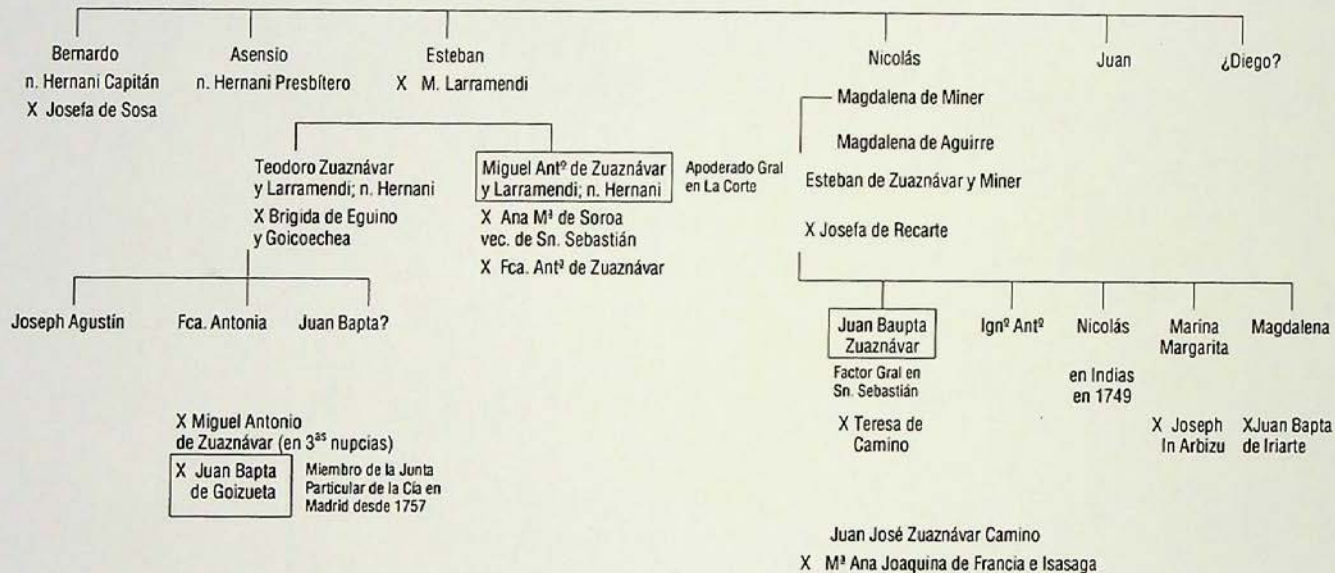 Bernardo
n. Hernani Capitán
X Josefa de Sosa
Asensio
n. Hernani Presbítero
Esteban
X M. Larramendi
Nicolás
Juan
¿Diego?
Magdalena de Miner
Magdalena de Aguirre
Esteban de Zuaznávar y Miner
X Josefa de Recarte
Teodoro Zuaznávar
y Larramendi; n. Hernani
X Brigida de Eguino
y Goicoechea
Miguel Antº de Zuaznávar
y Larramendi; n. Hernani
X Ana Mª de Soroa
vec. de Sn. Sebastián
X Fca. Antª de Zuaznávar
Apoderado Gral
en La Corte
Joseph Agustín
Fca. Antonia
Juan Bapta?
X Miguel Antonio
de Zuaznávar (en 3ªˢ nupcias)
X Juan Bapta
de Goizueta
Miembro de la Junta
Particular de la Cía en
Madrid desde 1757
Juan Baupta
Zuaznávar
Factor Gral en
Sn. Sebastián
X Teresa de
Camino
Ignº Antº
Nicolás
en Indias
en 1749
Marina
Margarita
X Joseph
In Arbizu
Magdalena
XJuan Bapta
de Iriarte
Juan José Zuaznávar Camino
X Mª Ana Joaquina de Francia e Isasaga